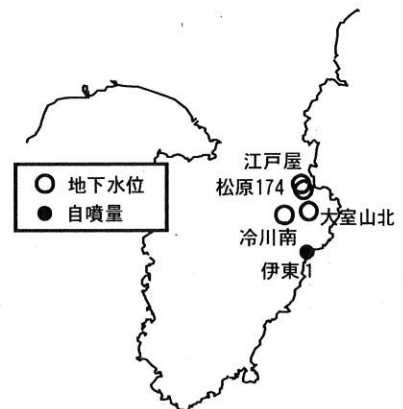 江戸屋
松原174
地下水位
自噴量
大室山北
冷川南
伊東1